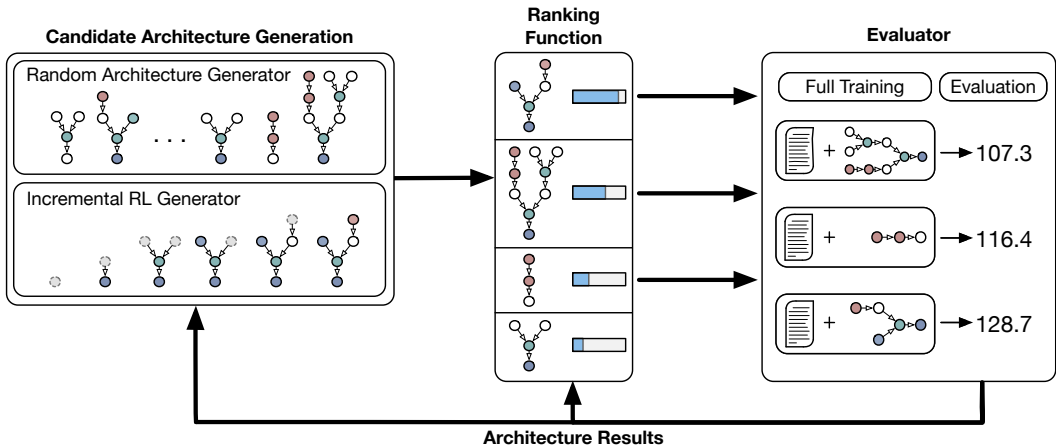 Candidate Architecture Generation
Random Architecture Generator
. . .
Incremental RL Generator
Ranking
Function
Evaluator
Full Training
Evaluation
+
107.3
+
116.4
+
128.7
Architecture Results